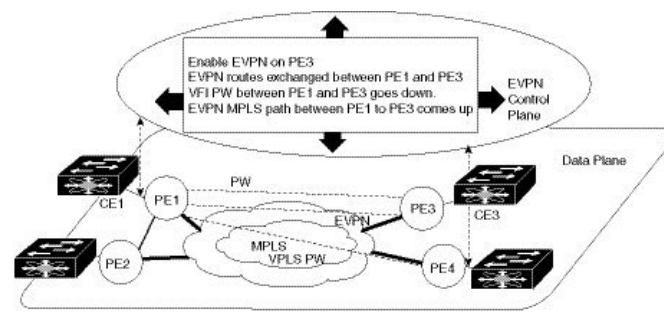 Enable EVPN on PE3
EVPN routes exchanged between PE1 and PE3
VFI PW between PE1 and PE3 goes down.
EVPN MPLS path between PE1 to PE3 comes up
EVPN
Control
Plane
Data Plane
PW
CE1
PE1
PE3
CE3
EVPN
MPLS
VPLS PW
PE2
PE4